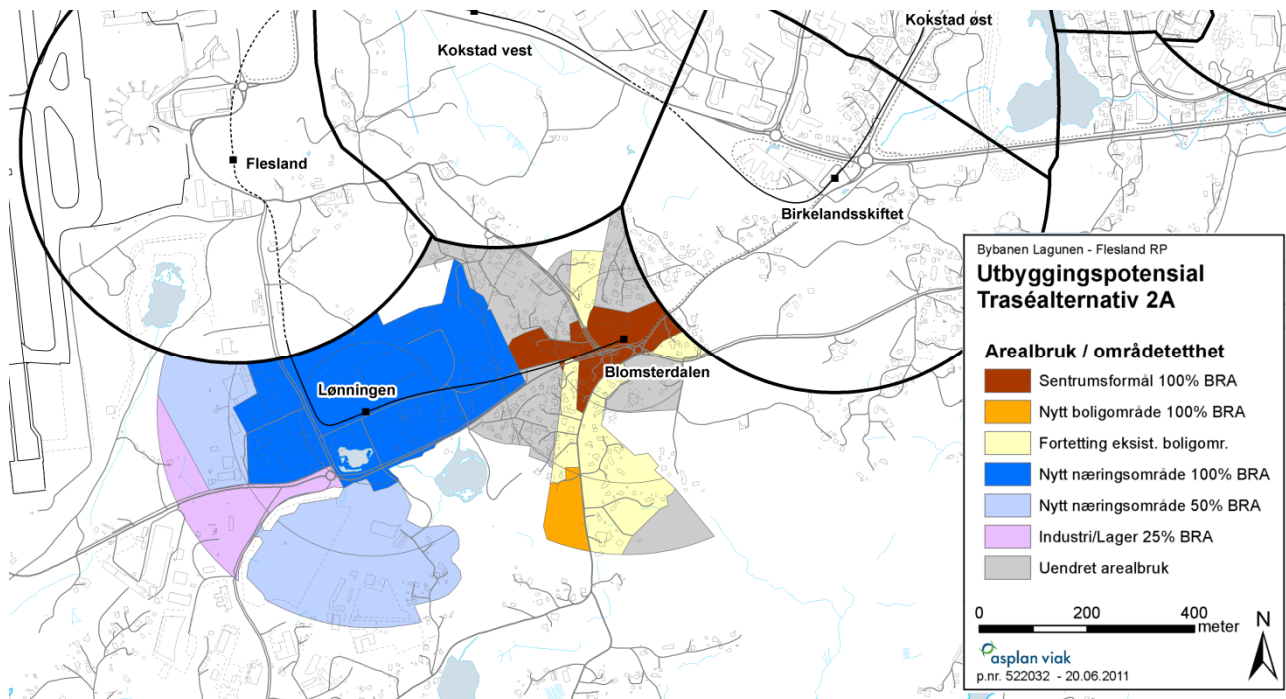 Kokstad øst
Kokstad vest
Flesland
Birkelandsskiftet
Lønningen
Blomsterdalen
Bybanen Lagunen - Flesland RP
Utbyggingspotensial
Traséalternativ 2A
Arealbruk / områdetetthet
Sentrumsformål 100% BRA
Nytt boligområde 100% BRA
Fortetting eksist. boligomr.
Nytt næringsområde 100% BRA
Nytt næringsområde 50% BRA
Industri/Lager 25% BRA
Uendret arealbruk
0 200 400
meter
N
asplan viak
p.nr. 522032 - 20.06.2011